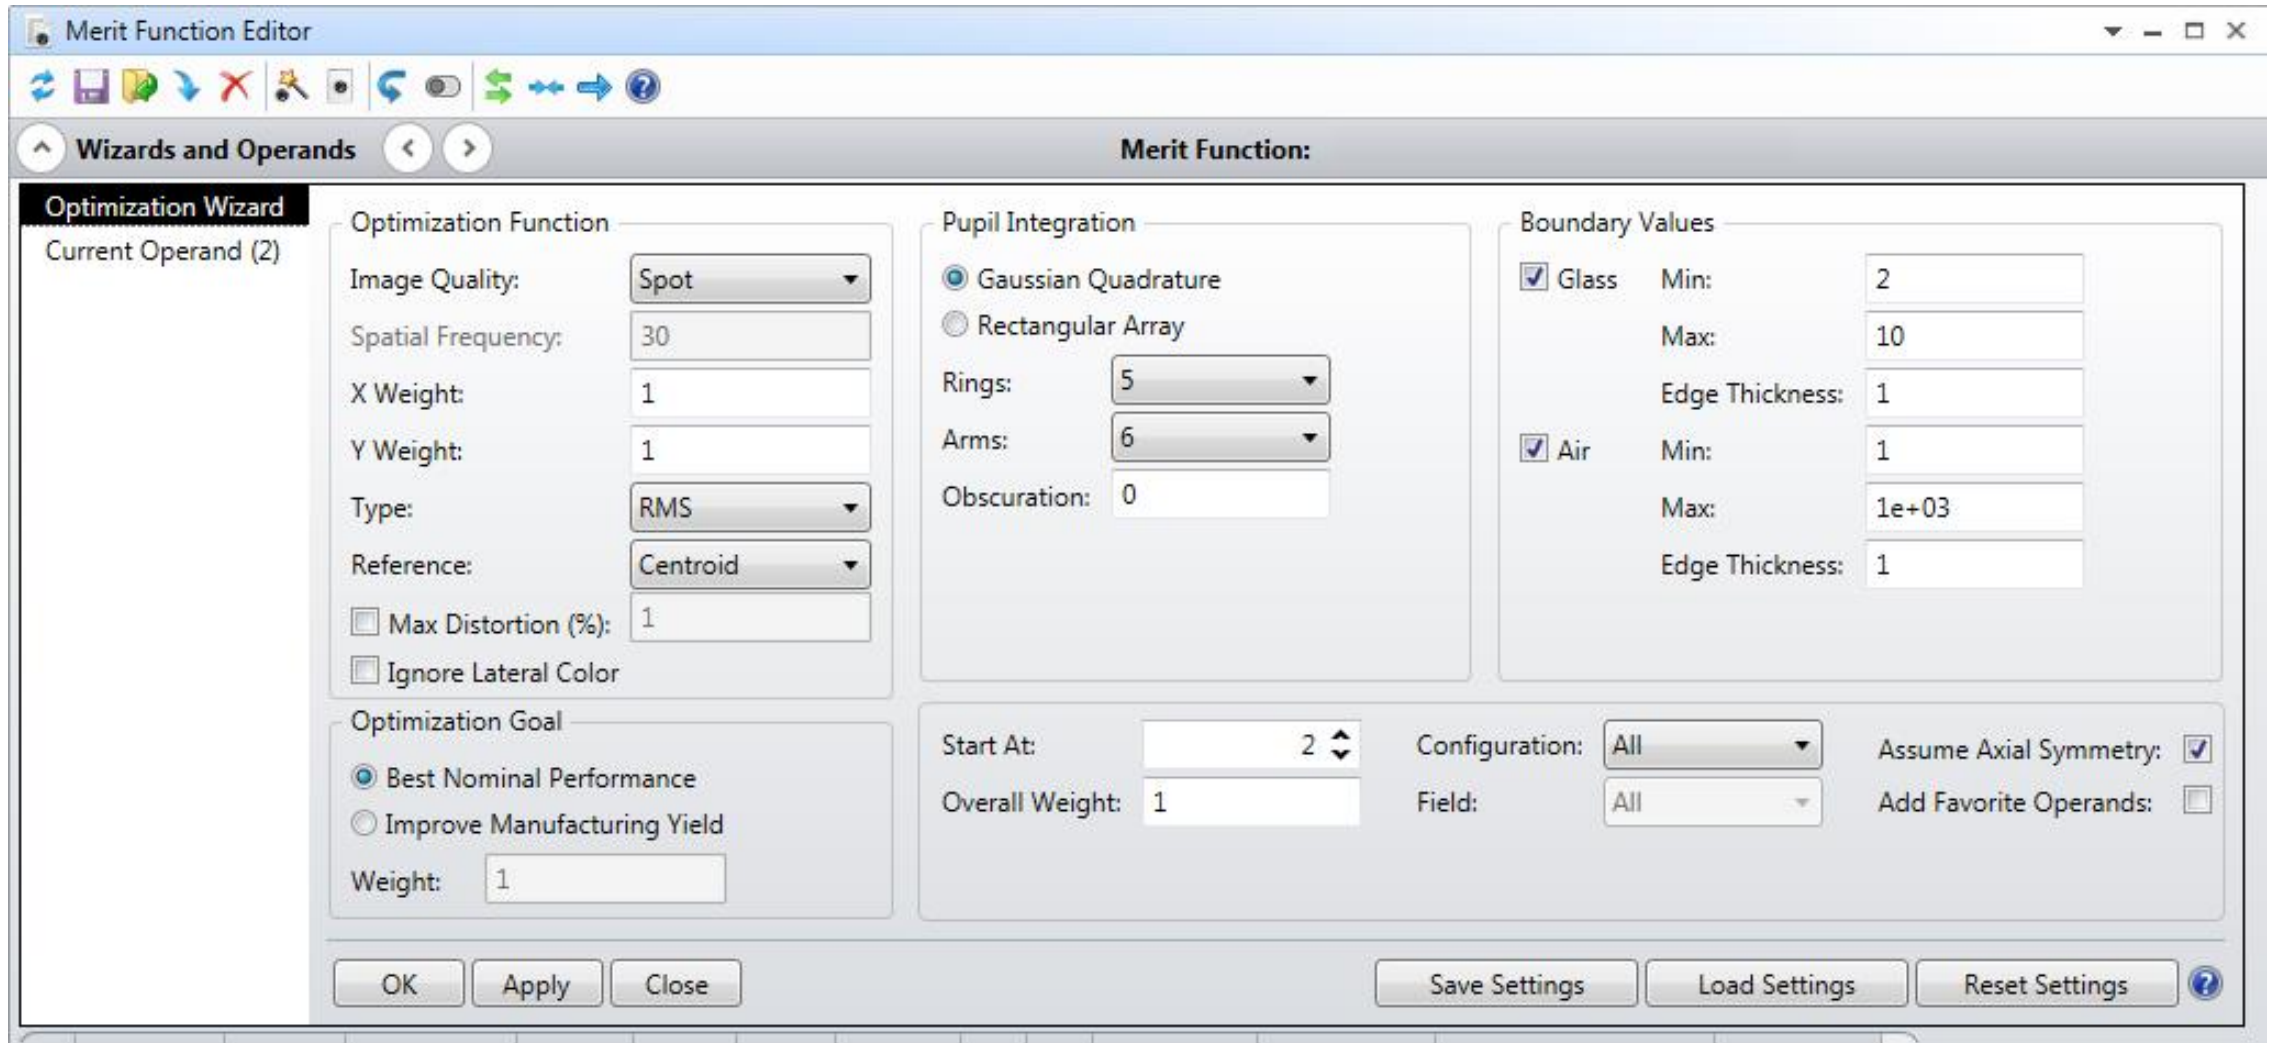 Merit Function Editor
Wizards and Operands
Merit Function:
Optimization Wizard
Current Operand (2)
Optimization Function
Image Quality: Spot
Spatial Frequency: 30
X Weight: 1
Y Weight: 1
Type: RMS
Reference: Centroid
Max Distortion (%): 1
Ignore Lateral Color
Pupil Integration
Gaussian Quadrature
Rectangular Array
Rings: 5
Arms: 6
Obscuration: 0
Boundary Values
Glass Min: 2
Max: 10
Edge Thickness: 1
Air Min: 1
Max: 1e+03
Edge Thickness: 1
Optimization Goal
Best Nominal Performance
Improve Manufacturing Yield
Weight: 1
Start At: 2 Configuration: All Assume Axial Symmetry:
Overall Weight: 1 Field: All Add Favorite Operands:
OK Apply Close Save Settings Load Settings Reset Settings